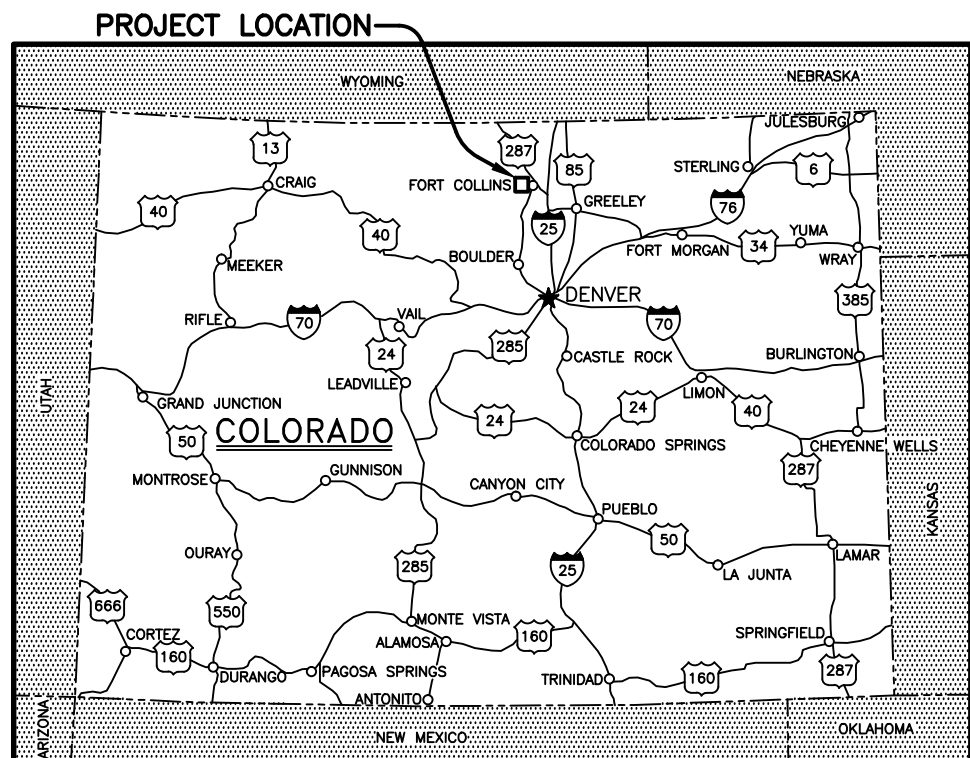 PROJECT LOCATION
WYOMING
NEBRASKA
JULESBURG
13
287
85
STERLING
6
FORT COLLINS
CRAIG
GREELEY
76
40
25
40
FORT MORGAN
34
YUMA
WRAY
BOULDER
MEEKER
DENVER
385
RIFLE
70
VAIL
70
24
285
CASTLE ROCK
BURLINGTON
UTAH
LEADVILLE
LIMON
GRAND JUNCTION
24
24
40
COLORADO
50
COLORADO SPRINGS
CHEYENNE WELLS
287
MONTROSE
GUNNISON
CANYON CITY
PUEBLO
KANSAS
50
OURAY
285
25
LAMAR
LA JUNTA
666
550
MONTE VISTA
CORTEZ
160
ALAMOSA
160
SPRINGFIELD
DURANGO
PAGOSA SPRINGS
TRINIDAD
160
287
ANTONITO
ARIZONA
NEW MEXICO
OKLAHOMA